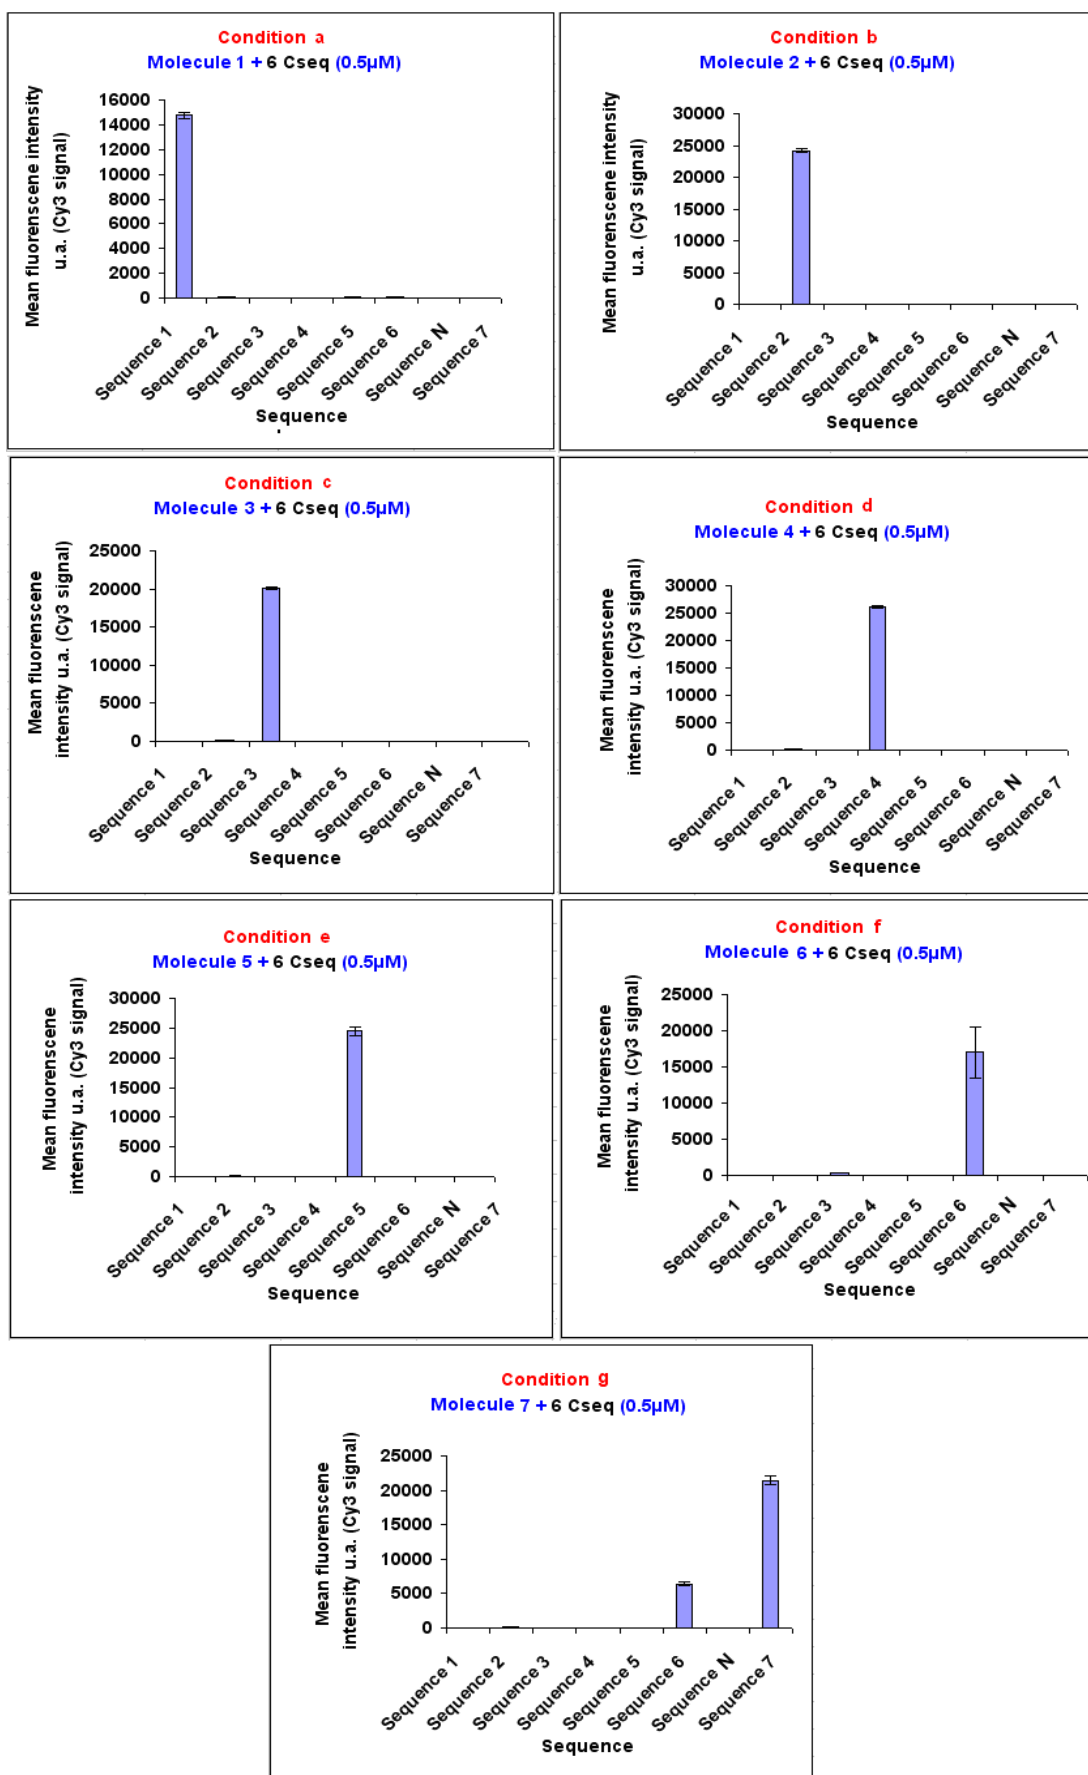 Condition a
Molecule 1 + 6 Cseq (0.5µM)
Mean fluorenscene intensity
u.a. (Cy3 signal)
16000
14000
12000
10000
8000
6000
4000
2000
0
Sequence 1
Sequence 2
Sequence 3
Sequence 4
Sequence 5
Sequence 6
Sequence N
Sequence 7
Sequence
Condition b
Molecule 2 + 6 Cseq (0.5µM)
Mean fluorenscene intensity
u.a. (Cy3 signal)
30000
25000
20000
15000
10000
5000
0
Sequence 1
Sequence 2
Sequence 3
Sequence 4
Sequence 5
Sequence 6
Sequence N
Sequence 7
Sequence
Condition c
Molecule 3 + 6 Cseq (0.5µM)
Mean fluorenscene
intensity u.a. (Cy3 signal)
25000
20000
15000
10000
5000
0
Sequence 1
Sequence 2
Sequence 3
Sequence 4
Sequence 5
Sequence 6
Sequence N
Sequence 7
Sequence
Condition d
Molecule 4 + 6 Cseq (0.5µM)
Mean fluorenscene
intensity u.a. (Cy3 signal)
30000
25000
20000
15000
10000
5000
0
Sequence 1
Sequence 2
Sequence 3
Sequence 4
Sequence 5
Sequence 6
Sequence N
Sequence 7
Sequence
Condition e
Molecule 5 + 6 Cseq (0.5µM)
Mean fluorenscene
intensity u.a. (Cy3 signal)
30000
25000
20000
15000
10000
5000
0
Sequence 1
Sequence 2
Sequence 3
Sequence 4
Sequence 5
Sequence 6
Sequence N
Sequence 7
Sequence
Condition f
Molecule 6 + 6 Cseq (0.5µM)
Mean fluorenscene
intensity u.a. (Cy3 signal)
25000
20000
15000
10000
5000
0
Sequence 1
Sequence 2
Sequence 3
Sequence 4
Sequence 5
Sequence 6
Sequence N
Sequence 7
Sequence
Condition g
Molecule 7 + 6 Cseq (0.5µM)
Mean fluorenscene
intensity u.a. (Cy3 signal)
25000
20000
15000
10000
5000
0
Sequence 1
Sequence 2
Sequence 3
Sequence 4
Sequence 5
Sequence 6
Sequence N
Sequence 7
Sequence